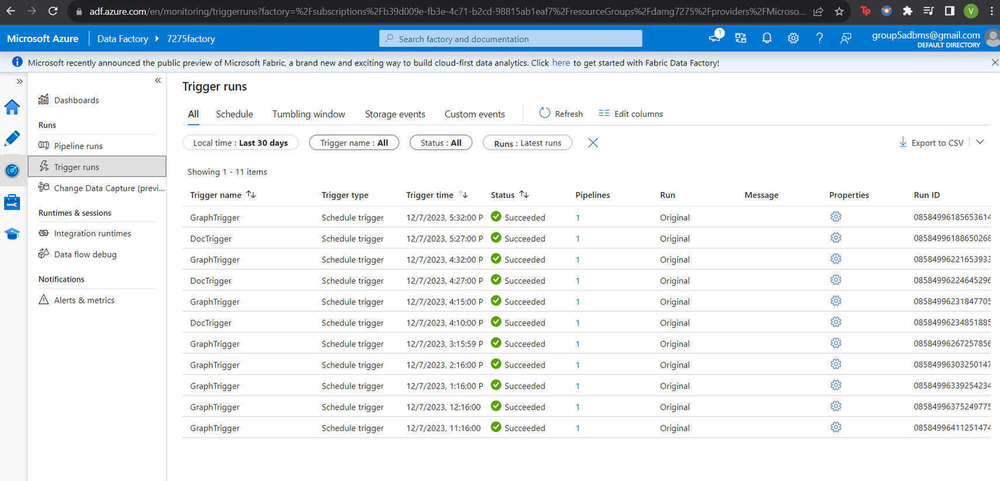 adf.azure.com/en/monitoring/triggerruns?factory=%2Fsubscriptions%2Fb39d009e-fb3e-4c71-b2cd-98815ab1eaf7%2FresourceGroups%2Fdamg7275%2Fproviders%2FMicroso...
Tp
V
Microsoft Azure
Data Factory
7275factory
Search factory and documentation
1
group5adbms@gmail.com
DEFAULT DIRECTORY
Microsoft recently announced the public preview of Microsoft Fabric, a brand new and exciting way to build cloud-first data analytics. Click here to get started with Fabric Data Factory!
Dashboards
Runs
Pipeline runs
Trigger runs
Change Data Capture (previ...
Runtimes & sessions
Integration runtimes
Data flow debug
Notifications
Alerts & metrics
Trigger runs
All Schedule Tumbling window Storage events Custom events Refresh Edit columns
Local time : Last 30 days Trigger name : All Status : All Runs : Latest runs Export to CSV
Showing 1 - 11 items
Trigger name Trigger type Trigger time Status Pipelines Run Message Properties Run ID
GraphTrigger Schedule trigger 12/7/2023, 5:32:00 P Succeeded 1 Original 08584996185653614
DocTrigger Schedule trigger 12/7/2023, 5:27:00 P Succeeded 1 Original 08584996188650268
GraphTrigger Schedule trigger 12/7/2023, 4:32:00 P Succeeded 1 Original 08584996221653933
DocTrigger Schedule trigger 12/7/2023, 4:27:00 P Succeeded 1 Original 08584996224645296
GraphTrigger Schedule trigger 12/7/2023, 4:15:00 P Succeeded 1 Original 08584996231847705
DocTrigger Schedule trigger 12/7/2023, 4:10:00 P Succeeded 1 Original 08584996234851885
GraphTrigger Schedule trigger 12/7/2023, 3:15:59 P Succeeded 1 Original 08584996267257856
GraphTrigger Schedule trigger 12/7/2023, 2:16:00 P Succeeded 1 Original 08584996303250147
GraphTrigger Schedule trigger 12/7/2023, 1:16:00 P Succeeded 1 Original 08584996339254234
GraphTrigger Schedule trigger 12/7/2023, 12:16:00 Succeeded 1 Original 08584996375249775
GraphTrigger Schedule trigger 12/7/2023, 11:16:00 Succeeded 1 Original 08584996411251474